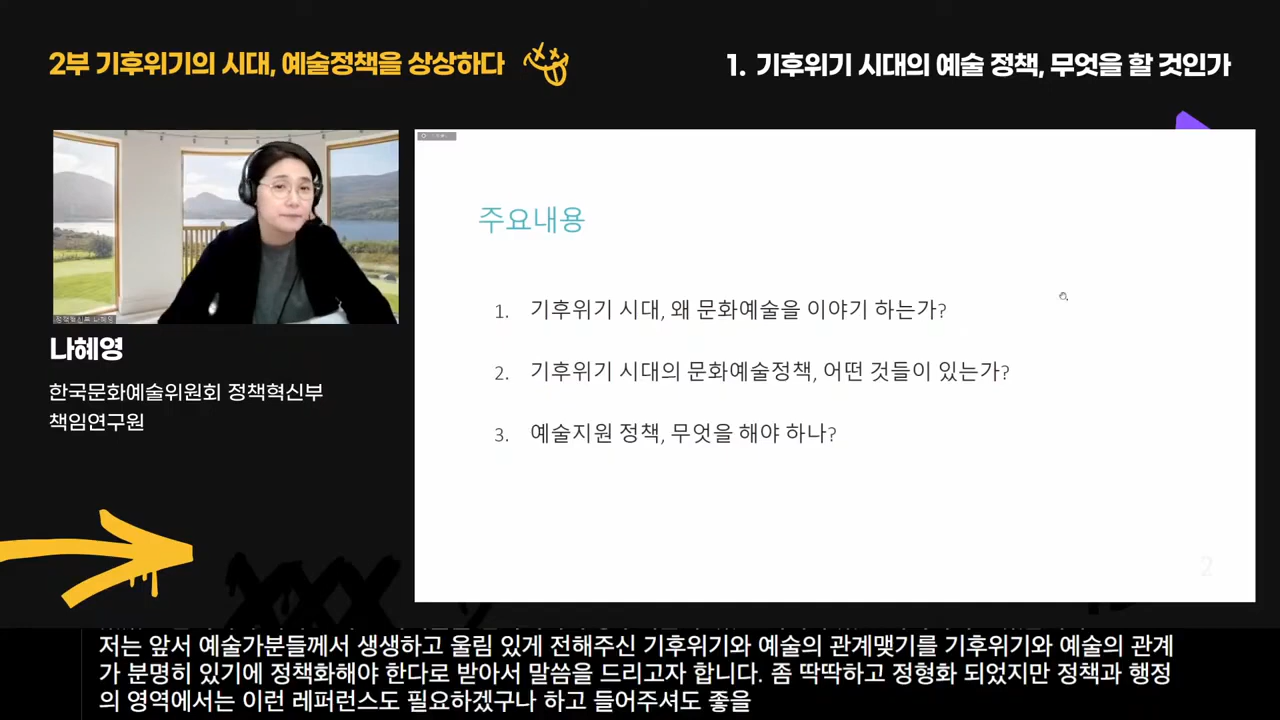 2부 기후위기의 시대, 예술정책을 상상하다
1. 기후위기 시대의 예술 정책, 무엇을 할 것인가
정책혁신부 나혜영
나혜영
한국문화예술위원회 정책혁신부
책임연구원
주요내용
1. 기후위기 시대, 왜 문화예술을 이야기 하는가?
2. 기후위기 시대의 문화예술정책, 어떤 것들이 있는가?
3. 예술지원 정책, 무엇을 해야 하나?
2
저는 앞서 예술가분들께서 생생하고 울림 있게 전해주신 기후위기와 예술의 관계맺기를 기후위기와 예술의 관계
가 분명히 있기에 정책화해야 한다로 받아서 말씀을 드리고자 합니다. 좀 딱딱하고 정형화 되었지만 정책과 행정
의 영역에서는 이런 레퍼런스도 필요하겠구나 하고 들어주셔도 좋을